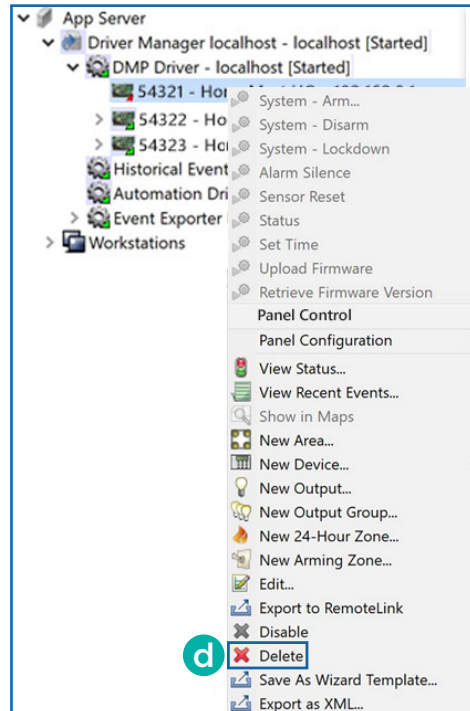 App Server
Driver Manager localhost - localhost [Started]
DMP Driver - localhost [Started]
54321 - Hor
54322 - Ho
54323 - Ho
Historical Event
Automation Dri
Event Exporter
Workstations
System - Arm...
System - Disarm
System - Lockdown
Alarm Silence
Sensor Reset
Status
Set Time
Upload Firmware
Retrieve Firmware Version
Panel Control
Panel Configuration
View Status...
View Recent Events...
Show in Maps
New Area...
New Device...
New Output...
New Output Group...
New 24-Hour Zone...
New Arming Zone...
Edit...
Export to RemoteLink
Disable
d Delete
Save As Wizard Template...
Export as XML...